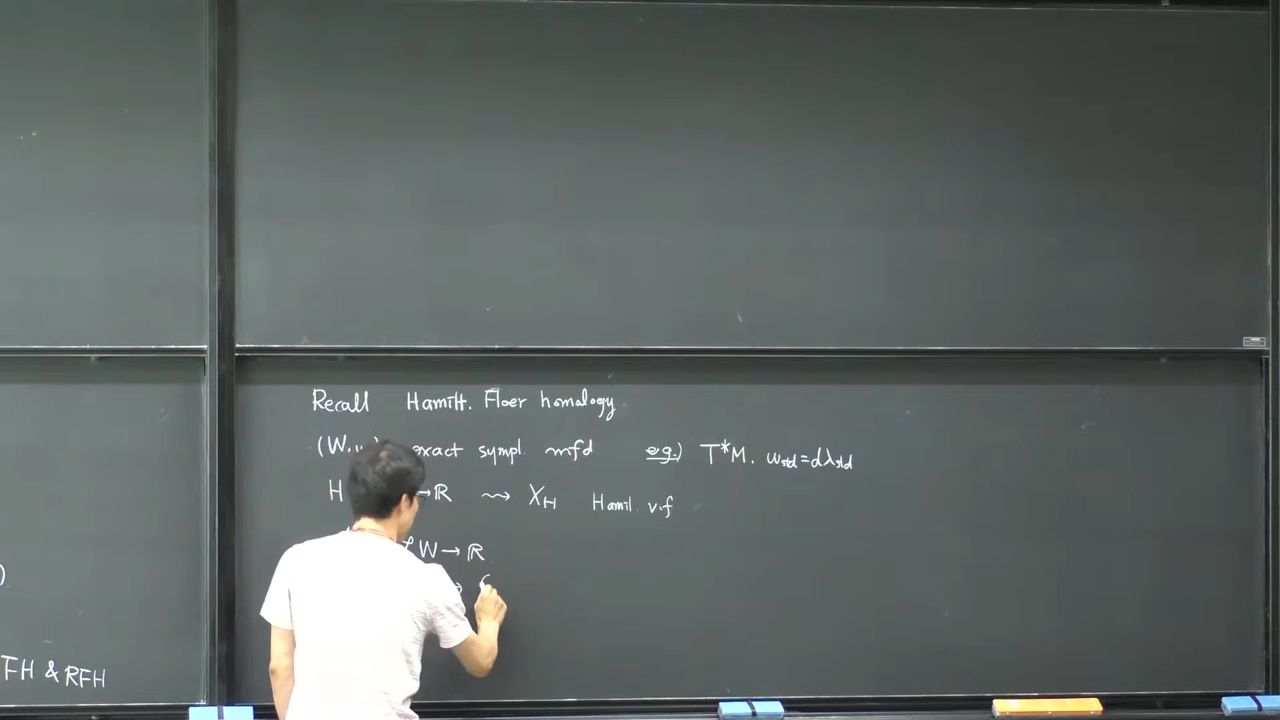 )
FH & RFH
Recall Hamilt. Floer homology
(W, exact sympl. mfd e.g.) T*M. ω_std = dλ_std
H → ℝ ⇝ X_H Hamil. v.f
W → ℝ